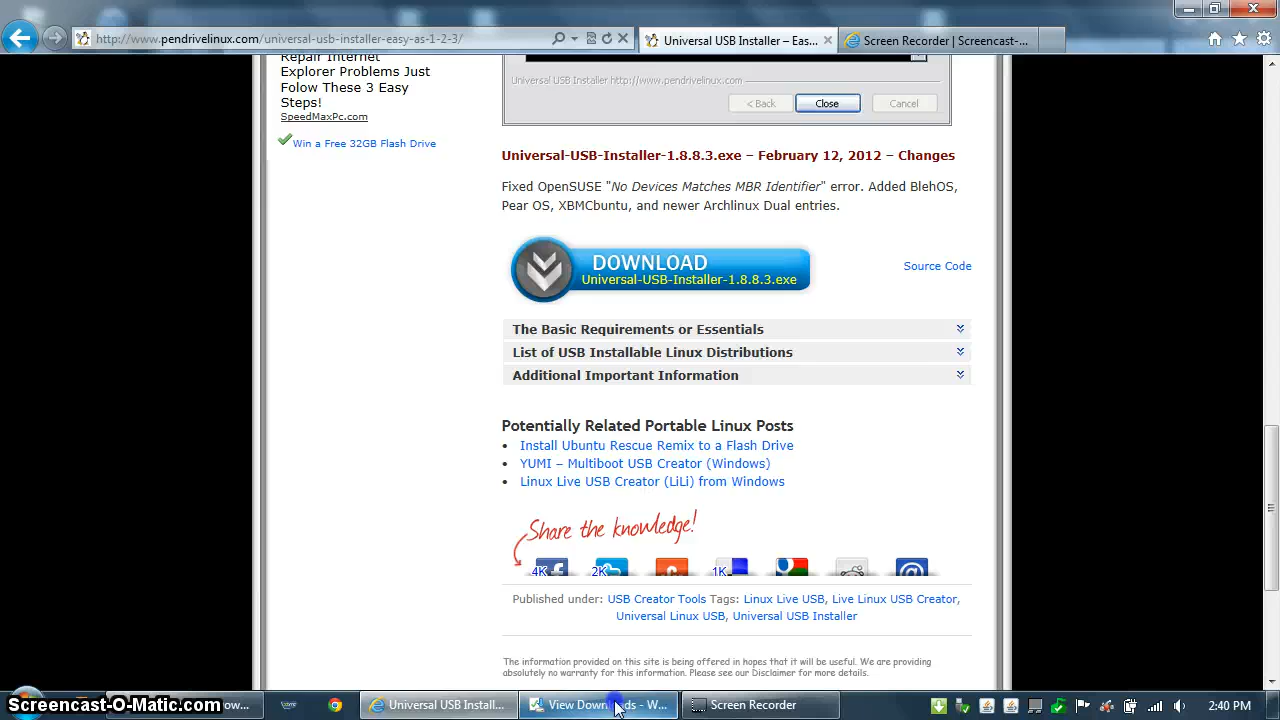 http://www.pendrivelinux.com/universal-usb-installer-easy-as-1-2-3/
Universal USB Installer – Eas...
Screen Recorder | Screencast-...
Repair Internet
Explorer Problems Just
Folow These 3 Easy
Steps!
SpeedMaxPc.com
Win a Free 32GB Flash Drive
Universal USB Installer http://www.pendrivelinux.com
< Back
Close
Cancel
Universal-USB-Installer-1.8.8.3.exe – February 12, 2012 – Changes
Fixed OpenSUSE "No Devices Matches MBR Identifier" error. Added BlehOS,
Pear OS, XBMCbuntu, and newer Archlinux Dual entries.
DOWNLOAD
Universal-USB-Installer-1.8.8.3.exe
Source Code
The Basic Requirements or Essentials
List of USB Installable Linux Distributions
Additional Important Information
Potentially Related Portable Linux Posts
• Install Ubuntu Rescue Remix to a Flash Drive
• YUMI – Multiboot USB Creator (Windows)
• Linux Live USB Creator (LiLi) from Windows
Share the knowledge!
4K
2K
1K
Published under: USB Creator Tools Tags: Linux Live USB, Live Linux USB Creator,
Universal Linux USB, Universal USB Installer
The information provided on this site is being offered in hopes that it will be useful. We are providing
absolutely no warranty for this information. Please see our Disclaimer for more details.
Screencast-O-Matic.com
Universal USB Install...
View Downloads - W...
Screen Recorder
2:40 PM